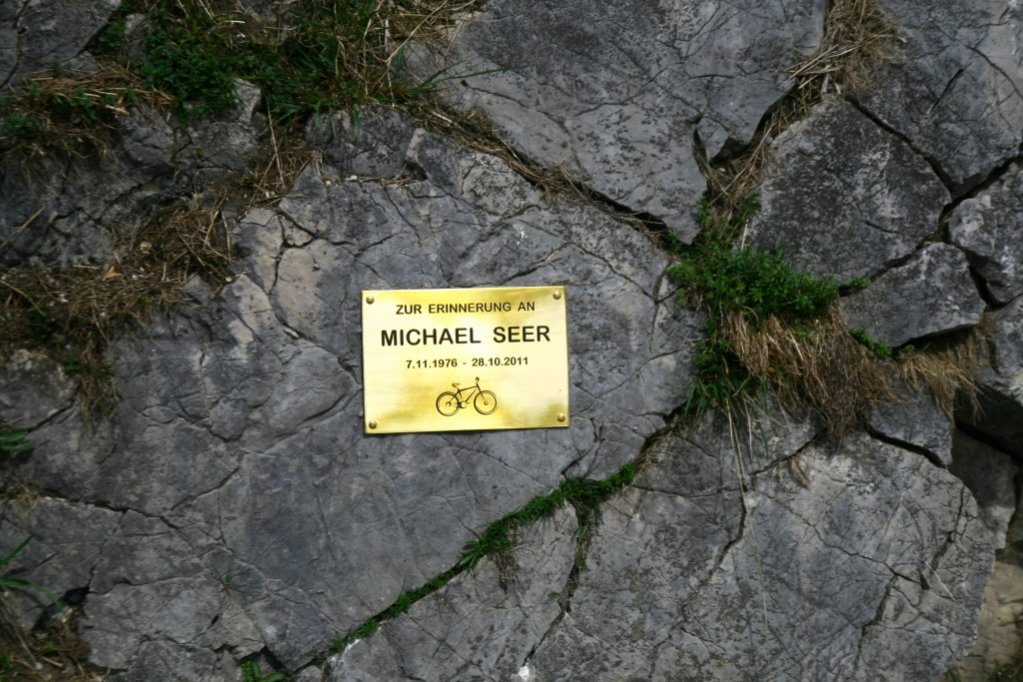 ZUR ERINNERUNG AN
MICHAEL SEER
7.11.1976 - 28.10.2011